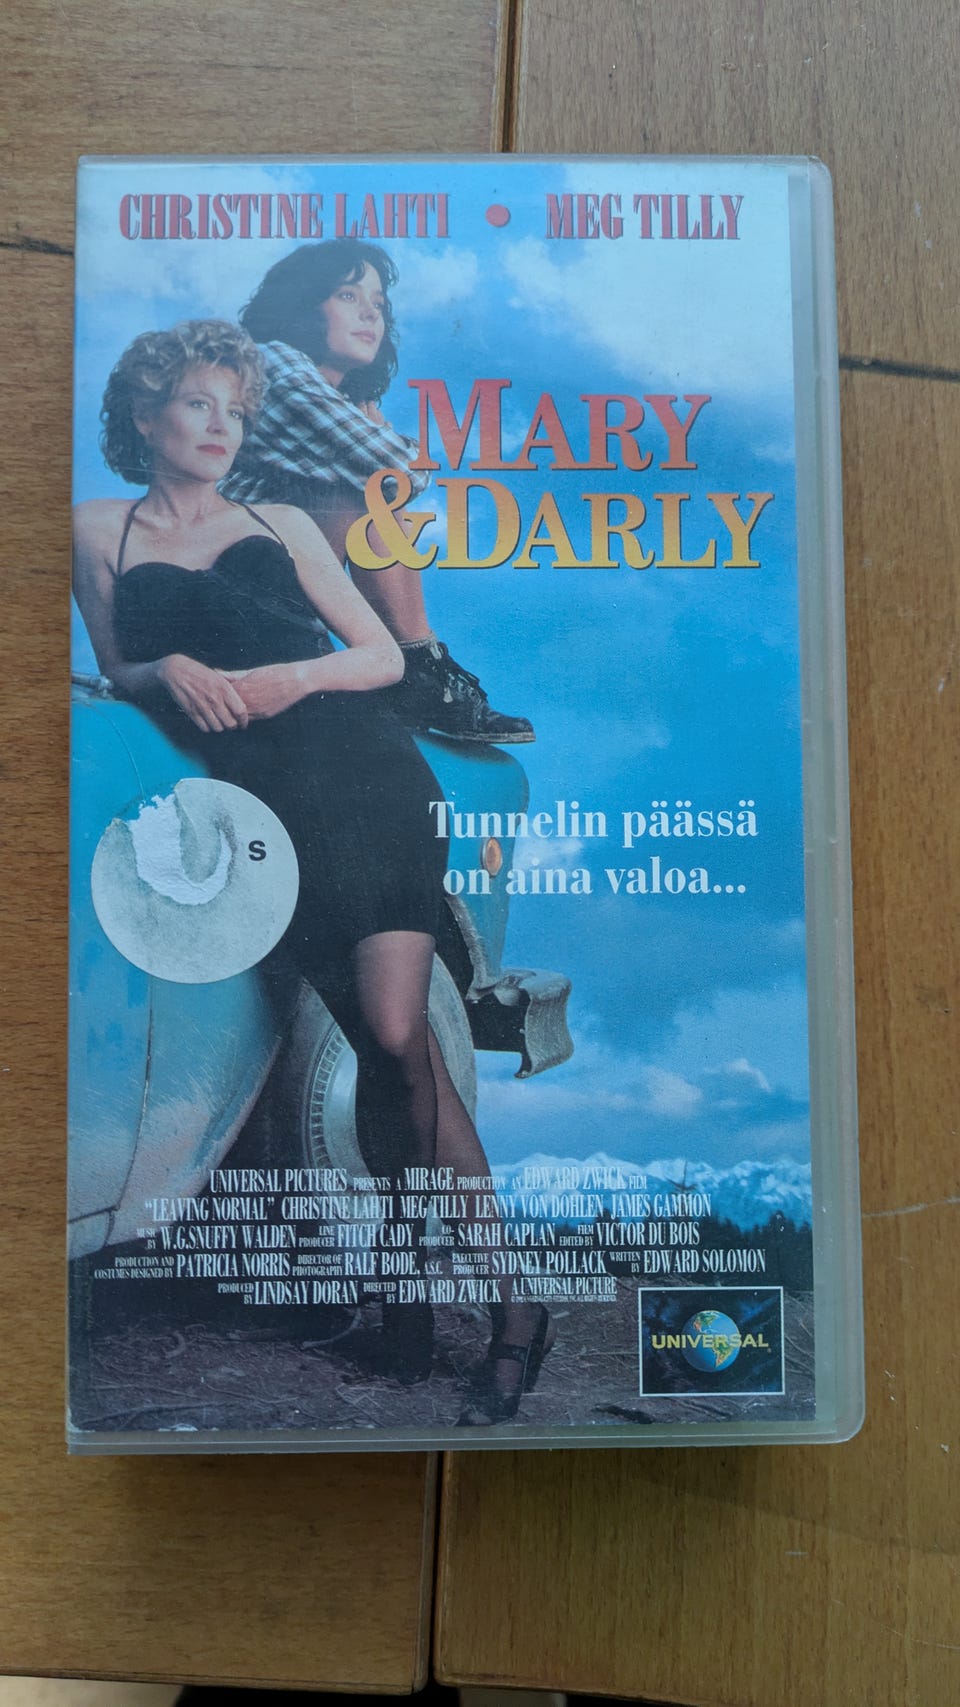 CHRISTINE LAHTI • MEG TILLY
MARY
& DARLY
Tunnelin päässä
on aina valoa...
S
UNIVERSAL PICTURES PRESENTS A MIRAGE PRODUCTION AN EDWARD ZWICK FILM
"LEAVING NORMAL" CHRISTINE LAHTI MEG TILLY LENNY VON DOHLEN JAMES GAMMON
MUSIC BY W.G. SNUFFY WALDEN LINE PRODUCER FITCH CADY CO-PRODUCER SARAH CAPLAN FILM EDITED BY VICTOR DU BOIS
PRODUCTION AND COSTUMES DESIGNED BY PATRICIA NORRIS DIRECTOR OF PHOTOGRAPHY RALF BODE, A.S.C. EXECUTIVE PRODUCER SYDNEY POLLACK WRITTEN BY EDWARD SOLOMON
PRODUCED BY LINDSAY DORAN DIRECTED BY EDWARD ZWICK A UNIVERSAL PICTURE
UNIVERSAL